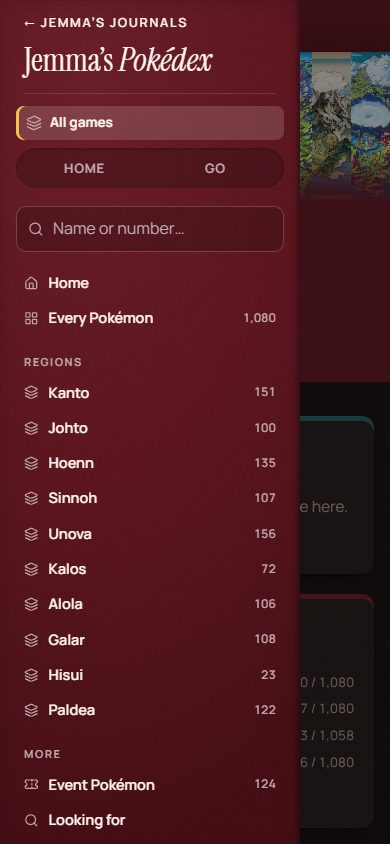 ← JEMMA'S JOURNALS
Jemma's Pokédex
All games
HOME GO
Name or number...
Home
Every Pokémon 1,080
REGIONS
Kanto 151
Johto 100
Hoenn 135
Sinnoh 107
Unova 156
Kalos 72
Alola 106
Galar 108
Hisui 23
Paldea 122
MORE
Event Pokémon 124
Looking for
e here.
0 / 1,080
7 / 1,080
3 / 1,058
6 / 1,080